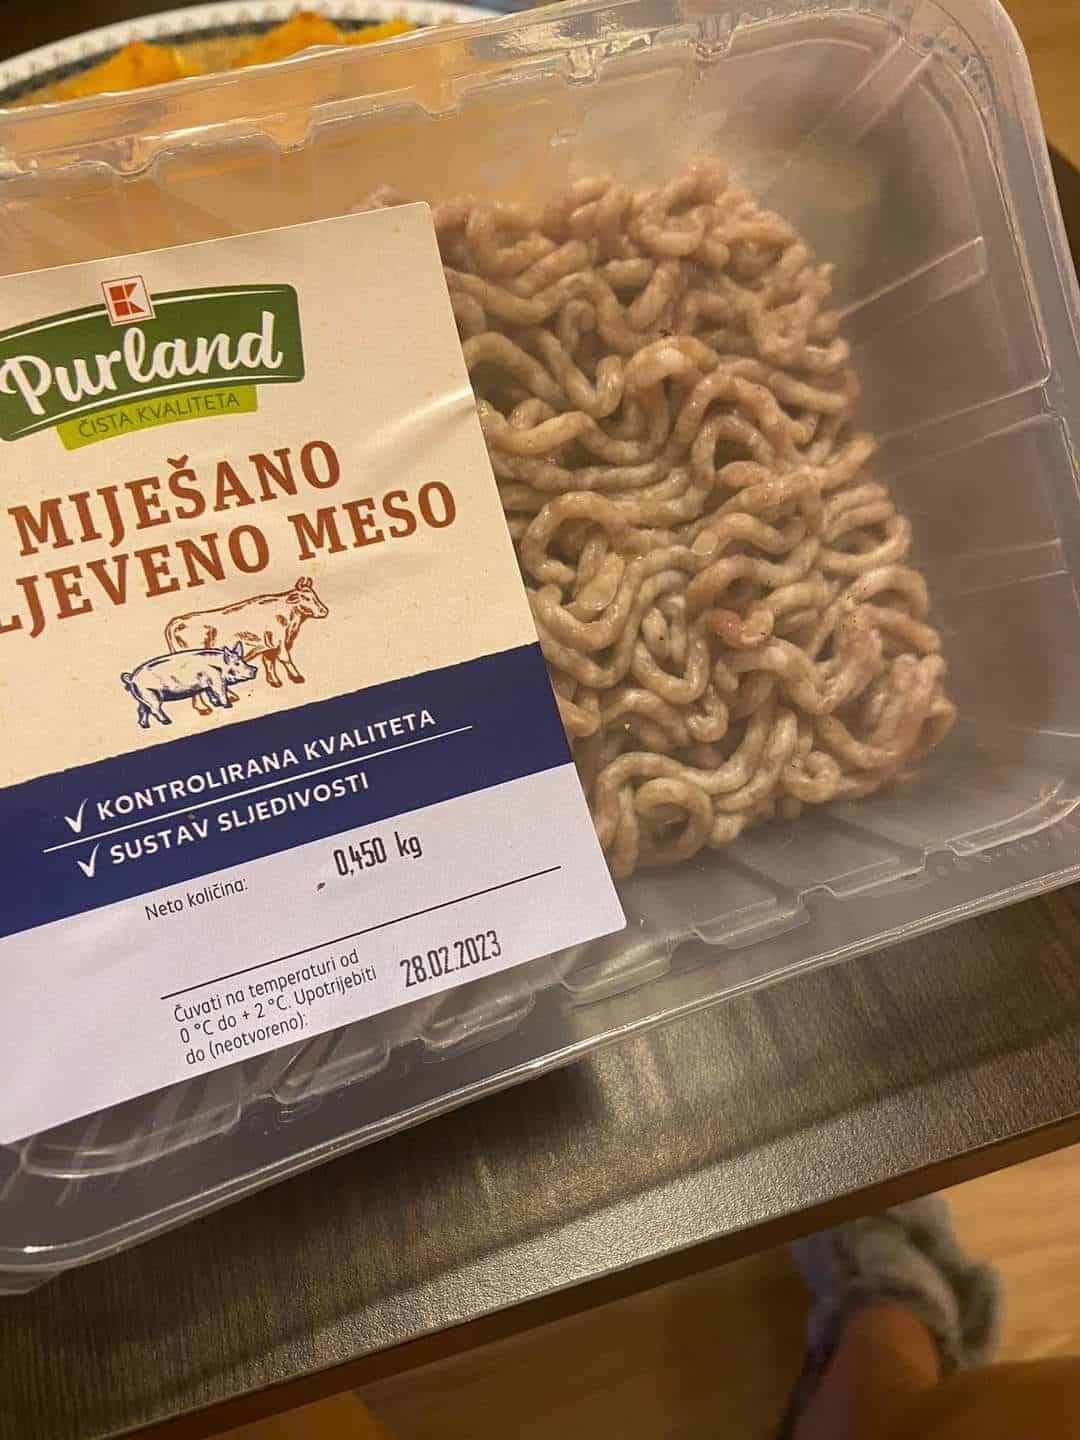 K
Purland
ČISTA KVALITETA
MIJEŠANO
LJEVENO MESO
KONTROLIRANA KVALITETA
SUSTAV SLJEDIVOSTI
Neto količina: 0,450 kg
Čuvati na temperaturi od
0 °C do + 2 °C. Upotrijebiti
do (neotvoreno): 28.02.2023